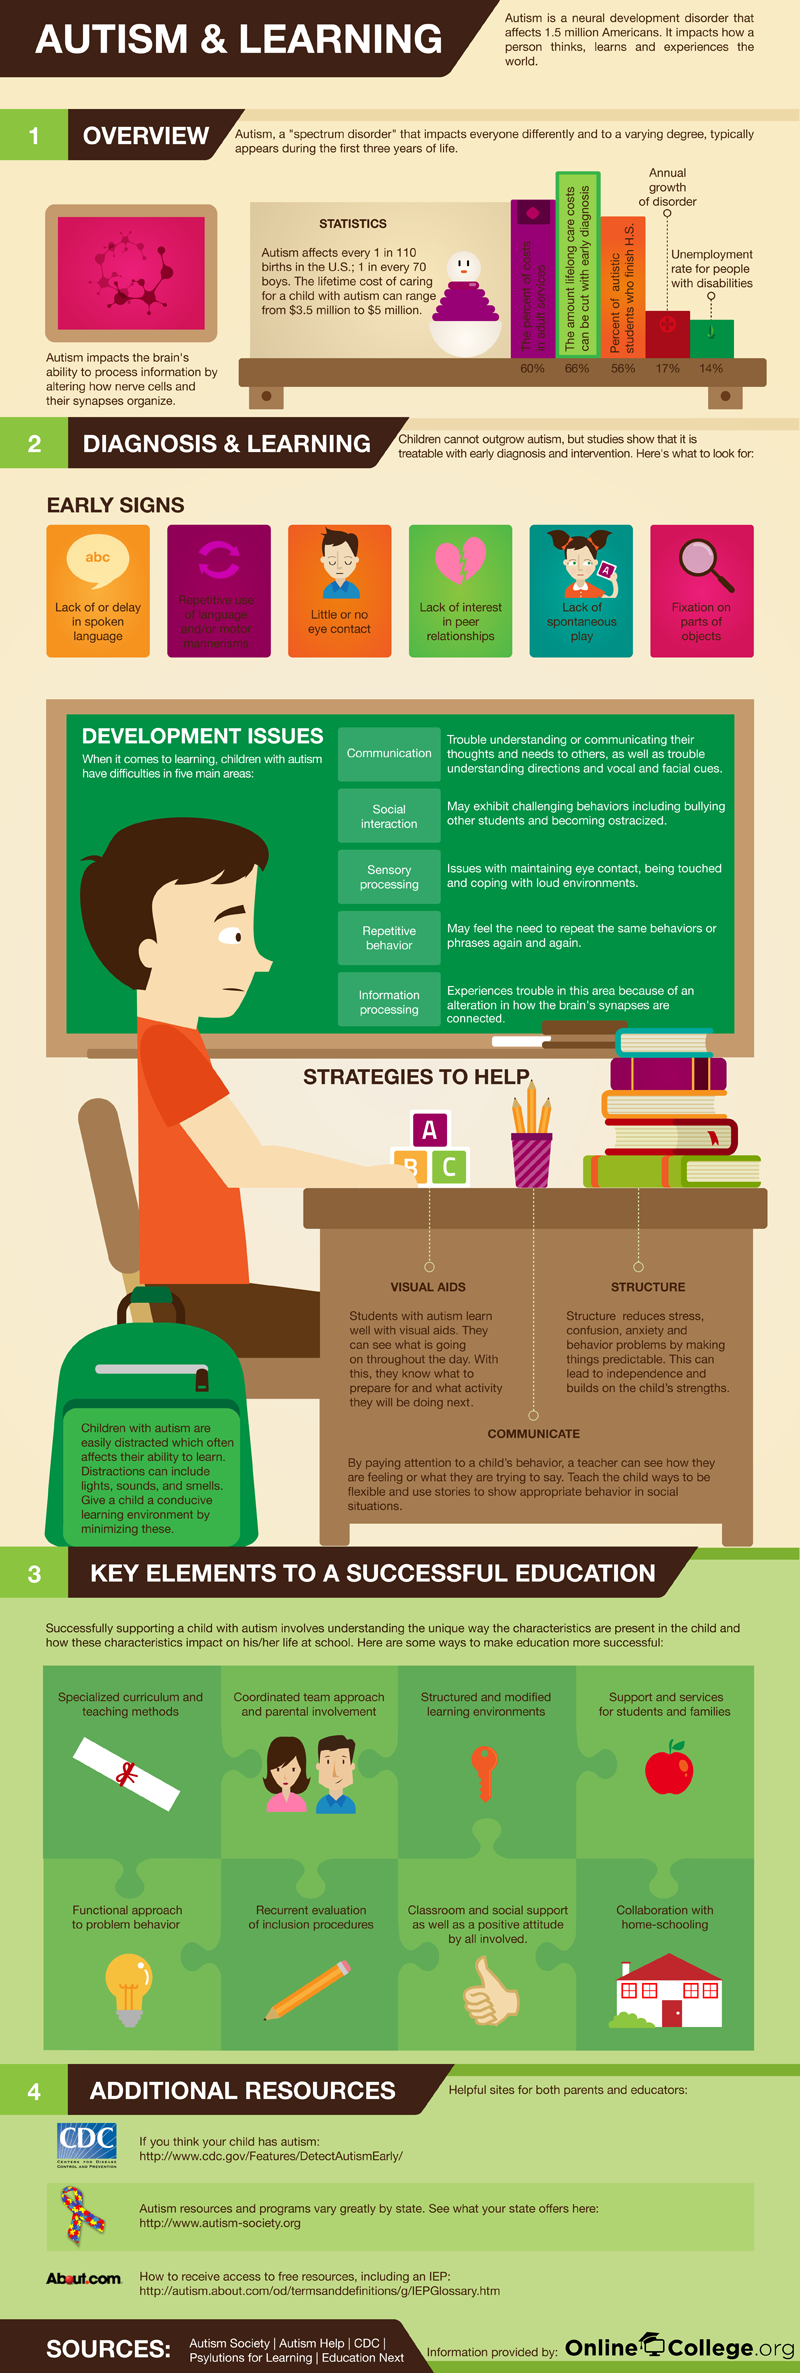 AUTISM & LEARNING
Autism is a neural development disorder that
affects 1.5 million Americans. It impacts how a
person thinks, learns and experiences the
world.
1
OVERVIEW
Autism, a "spectrum disorder" that impacts everyone differently and to a varying degree, typically
appears during the first three years of life.
Autism impacts the brain's
ability to process information by
altering how nerve cells and
their synapses organize.
STATISTICS
Autism affects every 1 in 110
births in the U.S.; 1 in every 70
boys. The lifetime cost of caring
for a child with autism can range
from $3.5 million to $5 million.
The percent of costs
in adult services
60%
The amount lifelong care costs
can be cut with early diagnosis
66%
Percent of autistic
students who finish H.S.
56%
Annual
growth
of disorder
17%
Unemployment
rate for people
with disabilities
14%
2
DIAGNOSIS & LEARNING
Children cannot outgrow autism, but studies show that it is
treatable with early diagnosis and intervention. Here's what to look for:
EARLY SIGNS
abc
Lack of or delay
in spoken
language
Repetitive use
of language
and/or motor
mannerisms
Little or no
eye contact
Lack of interest
in peer
relationships
A
Lack of
spontaneous
play
Fixation on
parts of
objects
DEVELOPMENT ISSUES
When it comes to learning, children with autism
have difficulties in five main areas:
Communication
Trouble understanding or communicating their
thoughts and needs to others, as well as trouble
understanding directions and vocal and facial cues.
Social
interaction
May exhibit challenging behaviors including bullying
other students and becoming ostracized.
Sensory
processing
Issues with maintaining eye contact, being touched
and coping with loud environments.
Repetitive
behavior
May feel the need to repeat the same behaviors or
phrases again and again.
Information
processing
Experiences trouble in this area because of an
alteration in how the brain's synapses are
connected.
STRATEGIES TO HELP
A
B C
VISUAL AIDS
Students with autism learn
well with visual aids. They
can see what is going
on throughout the day. With
this, they know what to
prepare for and what activity
they will be doing next.
STRUCTURE
Structure reduces stress,
confusion, anxiety and
behavior problems by making
things predictable. This can
lead to independence and
builds on the child's strengths.
COMMUNICATE
By paying attention to a child's behavior, a teacher can see how they
are feeling or what they are trying to say. Teach the child ways to be
flexible and use stories to show appropriate behavior in social
situations.
Children with autism are
easily distracted which often
affects their ability to learn.
Distractions can include
lights, sounds, and smells.
Give a child a conducive
learning environment by
minimizing these.
3
KEY ELEMENTS TO A SUCCESSFUL EDUCATION
Successfully supporting a child with autism involves understanding the unique way the characteristics are present in the child and
how these characteristics impact on his/her life at school. Here are some ways to make education more successful:
Specialized curriculum and
teaching methods
Coordinated team approach
and parental involvement
Structured and modified
learning environments
Support and services
for students and families
Functional approach
to problem behavior
Recurrent evaluation
of inclusion procedures
Classroom and social support
as well as a positive attitude
by all involved.
Collaboration with
home-schooling
4
ADDITIONAL RESOURCES
Helpful sites for both parents and educators:
CDC
CENTERS FOR DISEASE
CONTROL AND PREVENTION
If you think your child has autism:
http://www.cdc.gov/Features/DetectAutismEarly/
Autism resources and programs vary greatly by state. See what your state offers here:
http://www.autism-society.org
About.com
How to receive access to free resources, including an IEP:
http://autism.about.com/od/termsanddefinitions/g/IEPGlossary.htm
SOURCES:
Autism Society | Autism Help | CDC |
Psylutions for Learning | Education Next
Information provided by:
OnlineCollege.org